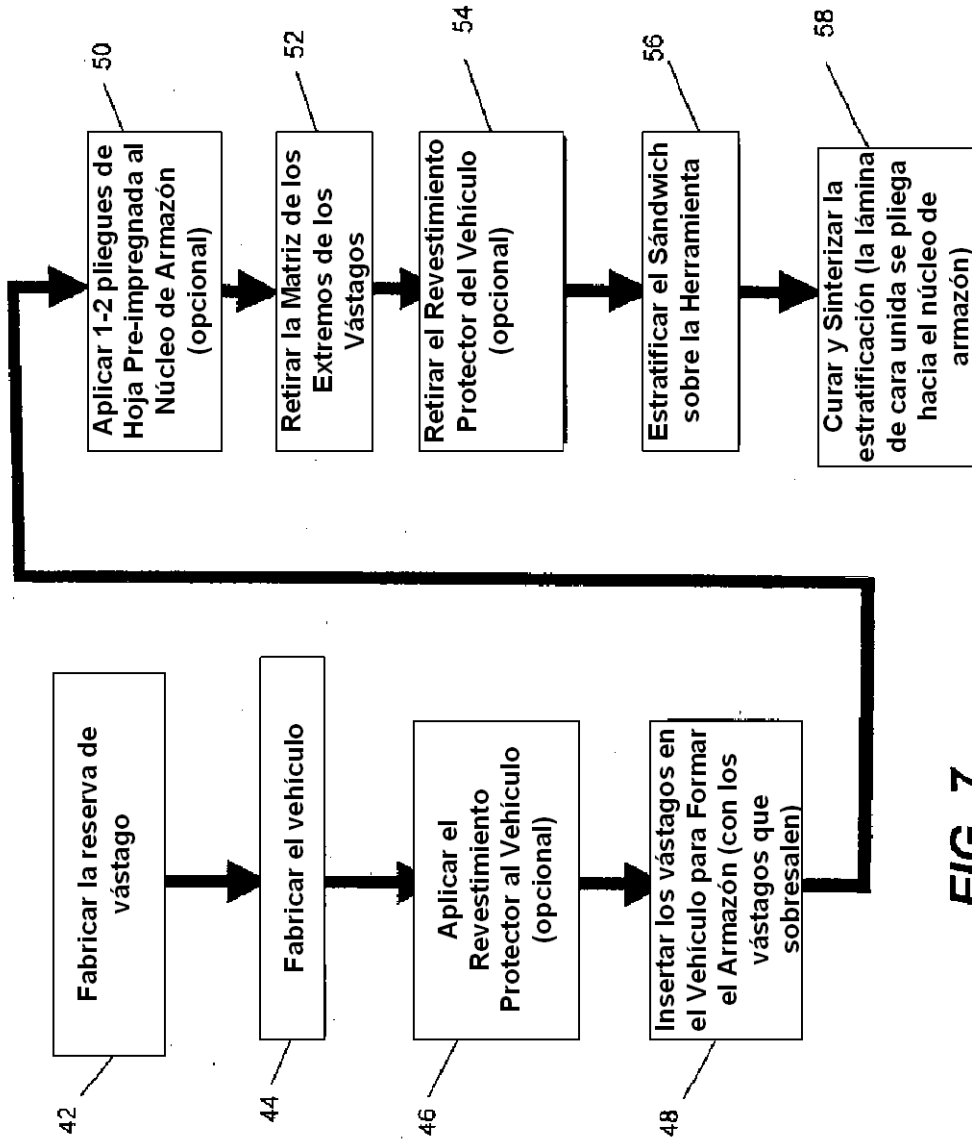 42
Fabricar la reserva de
vástago
44
Fabricar el vehículo
46
Aplicar el
Revestimiento
Protector al Vehículo
(opcional)
48
Insertar los vástagos en
el Vehículo para Formar
el Armazón (con los
vástagos que
sobresalen)
50
Aplicar 1-2 pliegues de
Hoja Pre-impregnada al
Núcleo de Armazón
(opcional)
52
Retirar la Matriz de los
Extremos de los
Vástagos
54
Retirar el Revestimiento
Protector del Vehículo
(opcional)
56
Estratificar el Sándwich
sobre la Herramienta
58
Curar y Sinterizar la
estratificación (la lámina
de cara unida se pliega
hacia el núcleo de
armazón)
FIG. 7